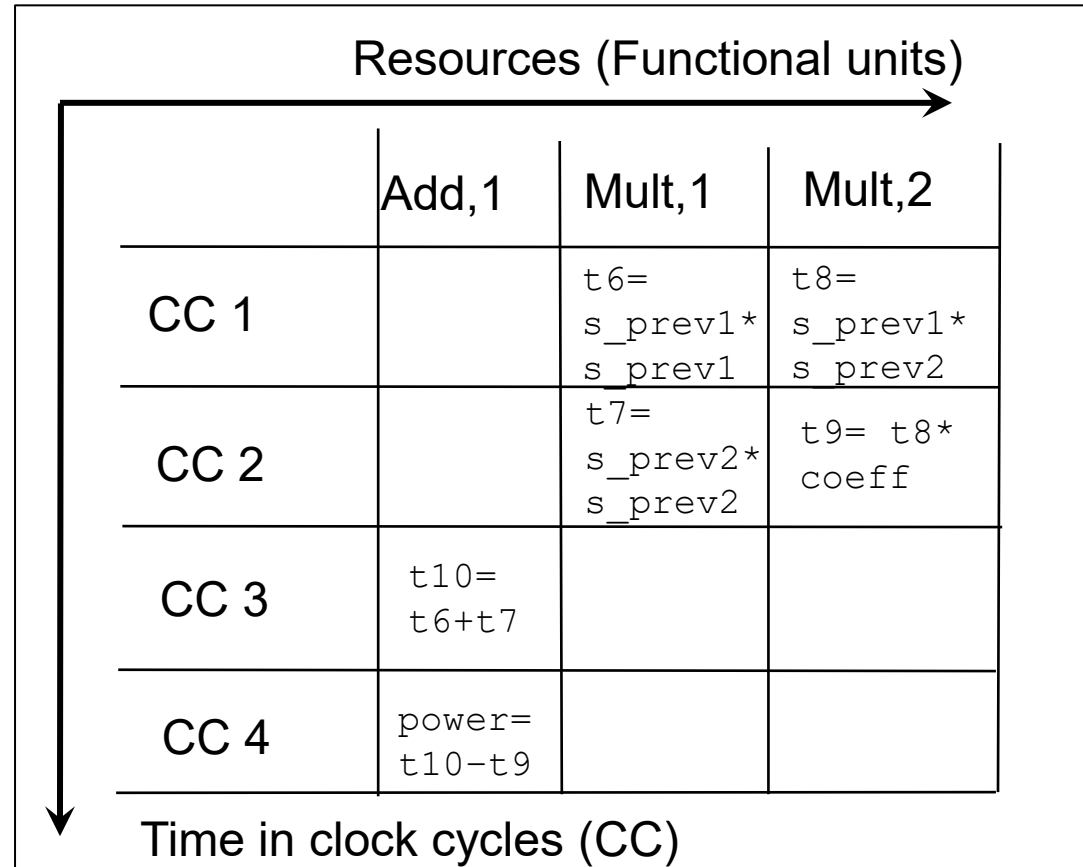 Resources (Functional units)
Add,1 Mult,1 Mult,2
CC 1
t6=
s_prev1*
s_prev1
t8=
s_prev1*
s_prev2
CC 2
t7=
s_prev2*
s_prev2
t9= t8*
coeff
CC 3
t10=
t6+t7
CC 4
power=
t10-t9
Time in clock cycles (CC)